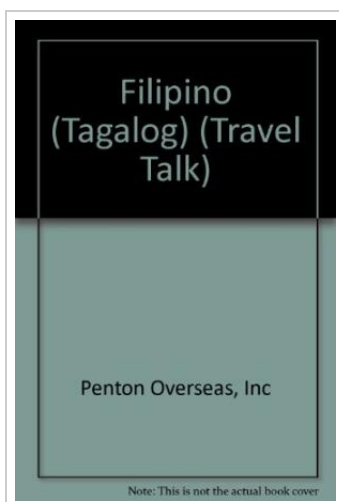 Filipino
(Tagalog) (Travel
Talk)
Penton Overseas, Inc
Note: This is not the actual book cover